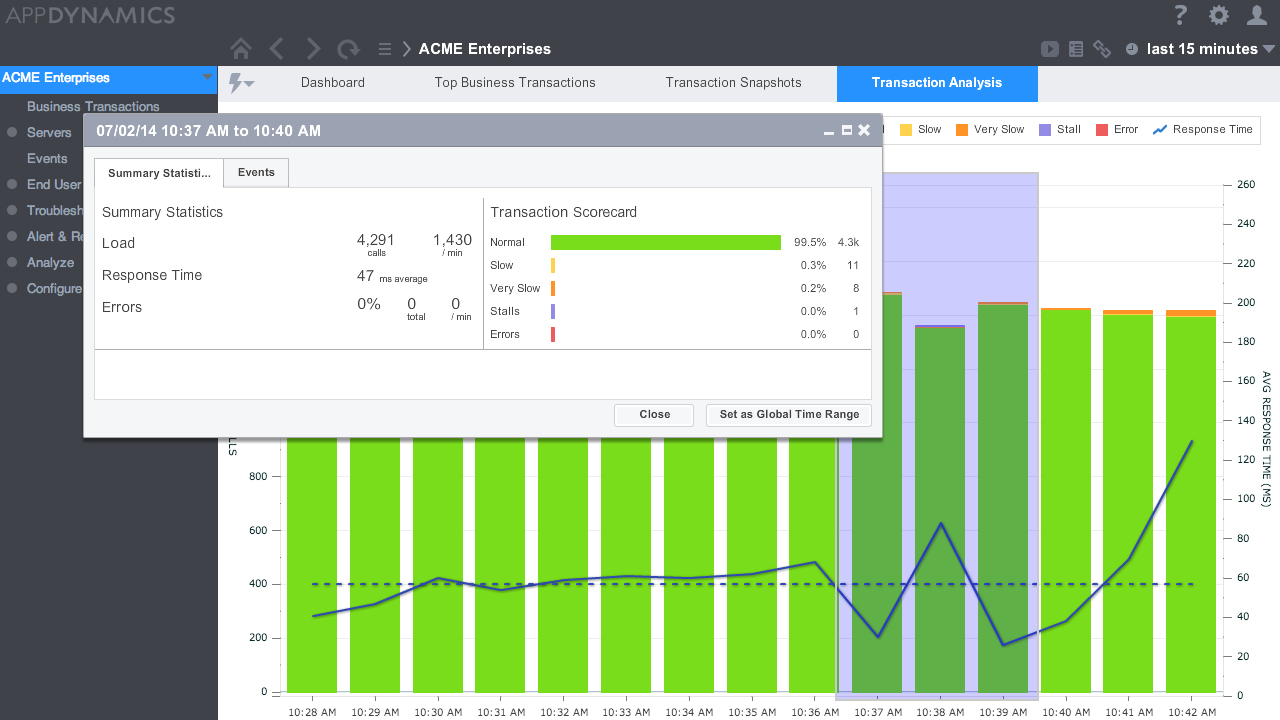 APPDYNAMICS
?
ACME Enterprises
last 15 minutes
ACME Enterprises
Dashboard
Top Business Transactions
Transaction Snapshots
Transaction Analysis
Business Transactions
Servers
Events
End User
Troublesh
Alert & Re
Analyze
Configure
Slow
Very Slow
Stall
Error
Response Time
07/02/14 10:37 AM to 10:40 AM
Summary Statisti...
Events
Summary Statistics
Load 4,291 calls 1,430 / min
Response Time 47 ms average
Errors 0% 0 total 0 / min
Transaction Scorecard
Normal 99.5% 4.3k
Slow 0.3% 11
Very Slow 0.2% 8
Stalls 0.0% 1
Errors 0.0% 0
Close
Set as Global Time Range
LLS
800
600
400
200
0
260
240
220
200
180
160
140
120
100
80
60
40
20
0
AVG RESPONSE TIME (MS)
10:28 AM
10:29 AM
10:30 AM
10:31 AM
10:32 AM
10:33 AM
10:34 AM
10:35 AM
10:36 AM
10:37 AM
10:38 AM
10:39 AM
10:40 AM
10:41 AM
10:42 AM